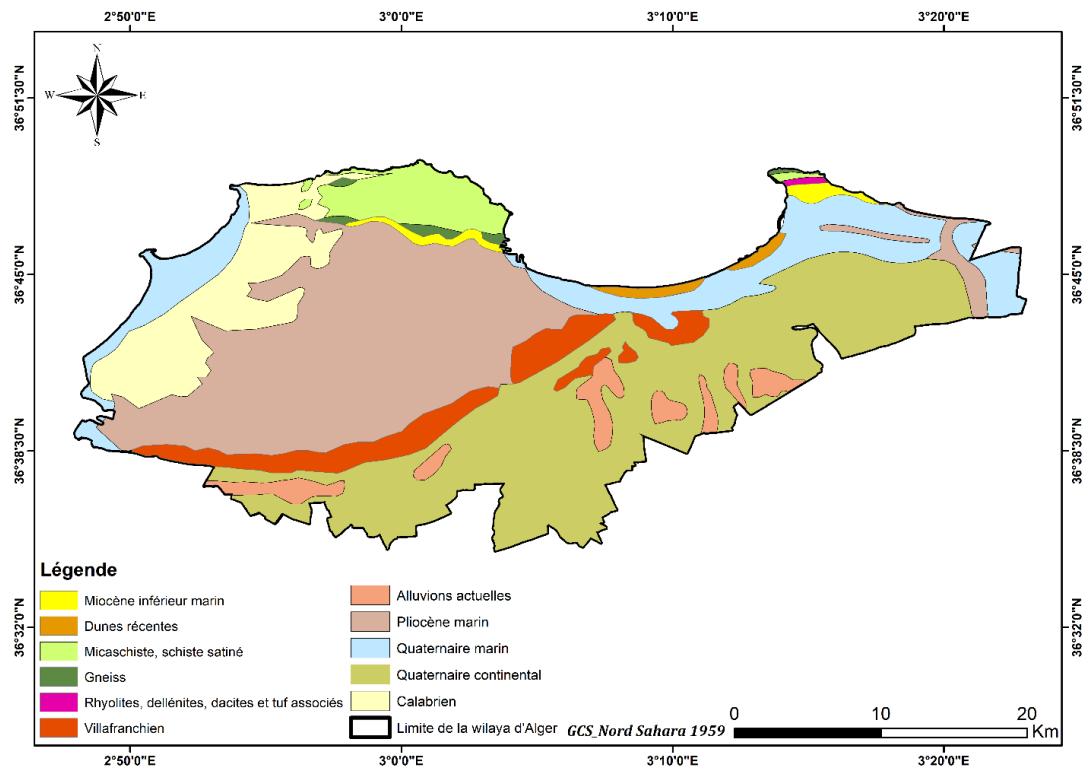 2°50'0"E 3°0'0"E 3°10'0"E 3°20'0"E
N
W E
S
36°51'30"N 36°51'30"N
36°45'0"N 36°45'0"N
36°38'30"N 36°38'30"N
36°32'0"N 36°32'0"N
Légende
Miocène inférieur marin
Dunes récentes
Micaschiste, schiste satiné
Gneiss
Rhyolites, dellénites, dacites et tuf associés
Villafranchien
Alluvions actuelles
Pliocène marin
Quaternaire marin
Quaternaire continental
Calabrien
Limite de la wilaya d'Alger
GCS_Nord Sahara 1959
0 10 20
Km
2°50'0"E 3°0'0"E 3°10'0"E 3°20'0"E